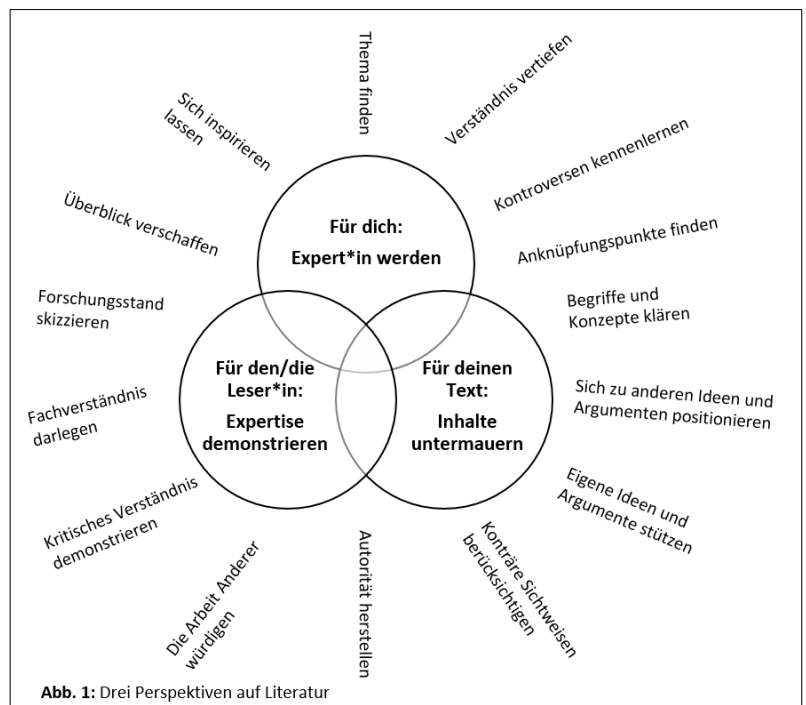 Thema finden
Verständnis vertiefen
Kontroversen kennenlernen
Anknüpfungspunkte finden
Begriffe und
Konzepte klären
Sich zu anderen Ideen und
Argumenten positionieren
Eigene Ideen und
Argumente stützen
Konträre Sichtweisen
berücksichtigen
Autorität herstellen
Die Arbeit Anderer
würdigen
Kritisches Verständnis
demonstrieren
Fachverständnis
darlegen
Forschungsstand
skizzieren
Überblick verschaffen
Sich inspirieren
lassen
Für dich:
Expert*in werden
Für den/die
Leser*in:
Expertise
demonstrieren
Für deinen
Text:
Inhalte
untermauern
Abb. 1: Drei Perspektiven auf Literatur